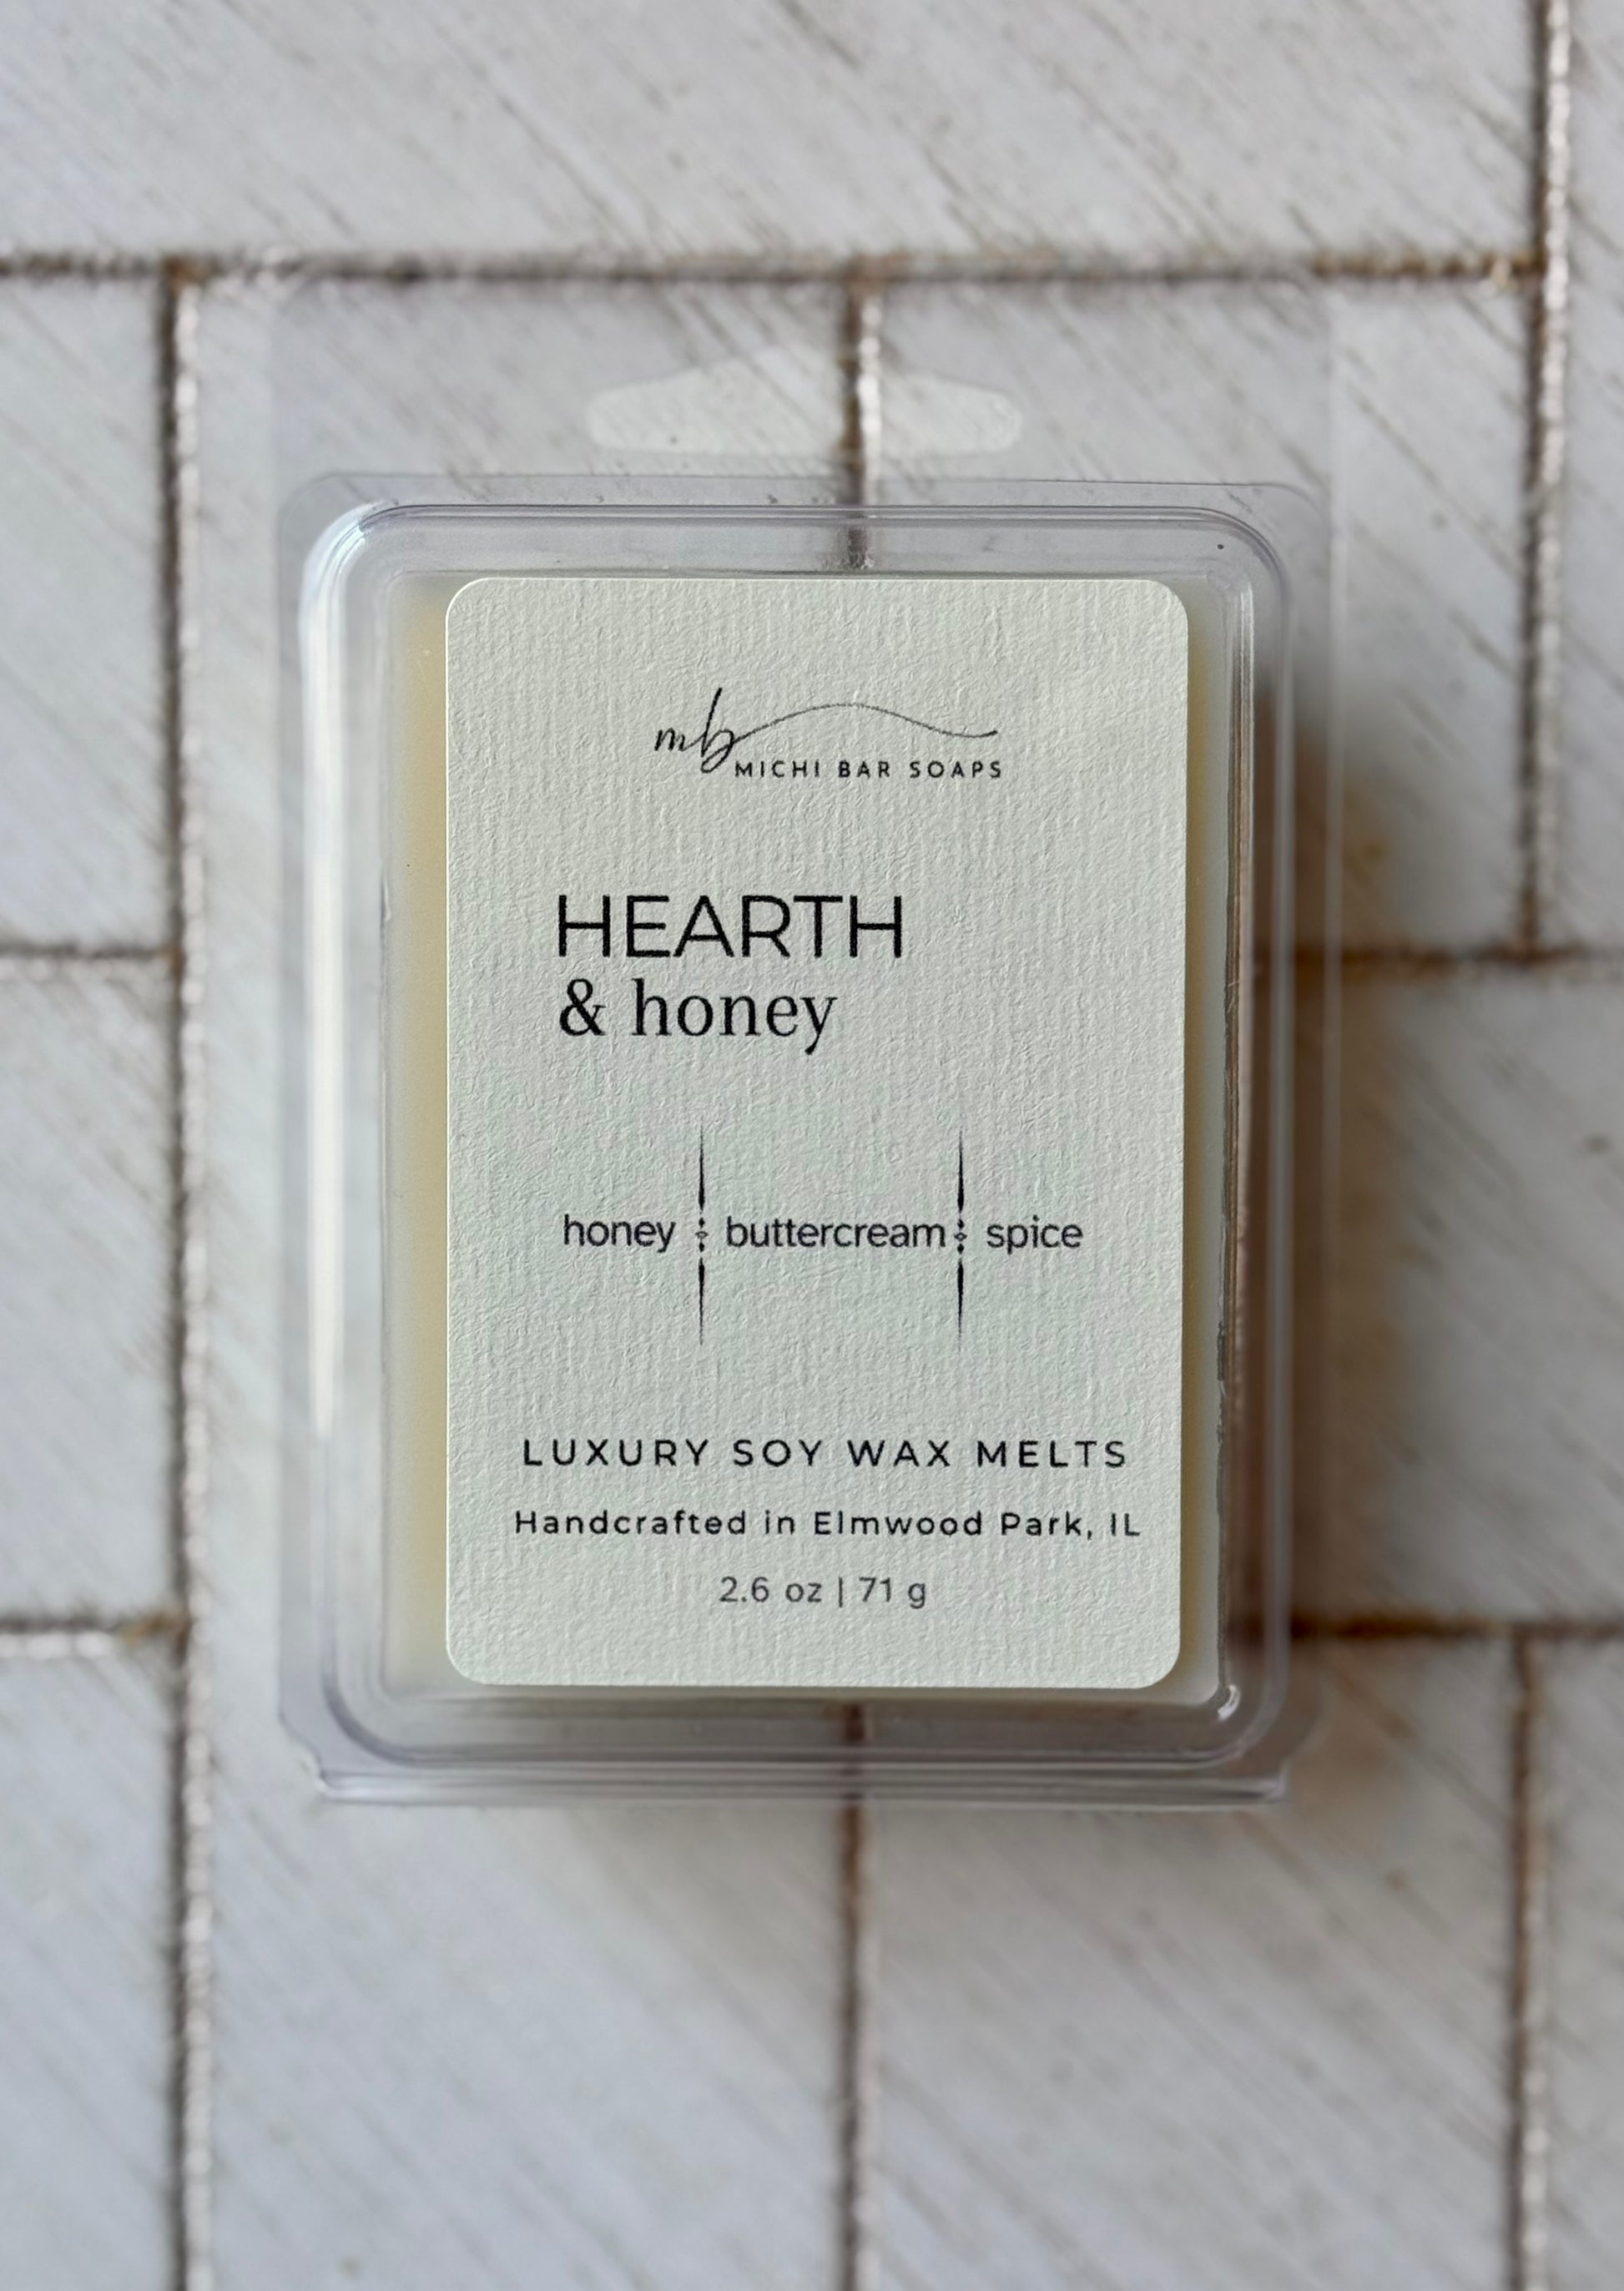 mb
MICHI BAR SOAPS
HEARTH
& honey
honey buttercream spice
LUXURY SOY WAX MELTS
Handcrafted in Elmwood Park, IL
2.6 oz | 71 g